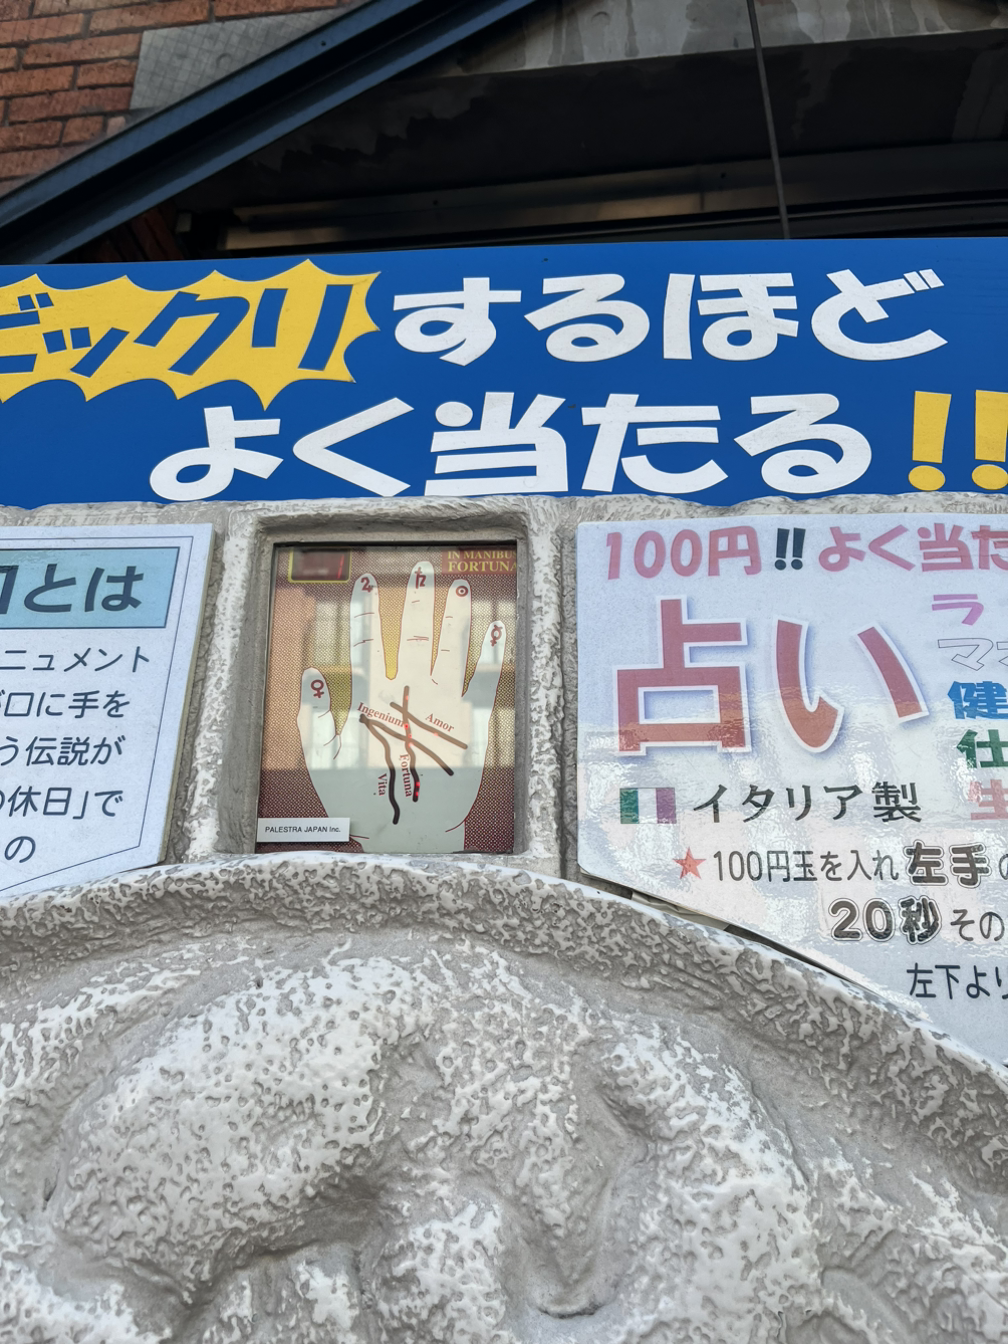 ビックリするほど
よく当たる!!
口とは
ニュメント
口に手を
う伝説が
の休日」で
の
IN MANIBUS
FORTUNA
Ingenium
Amor
Fortuna
Vita
PALESTRA JAPAN Inc.
100円!!よく当た
占い
ラ
マネ
健
仕
生
イタリア製
★100円玉を入れ左手の
20秒その
左下より